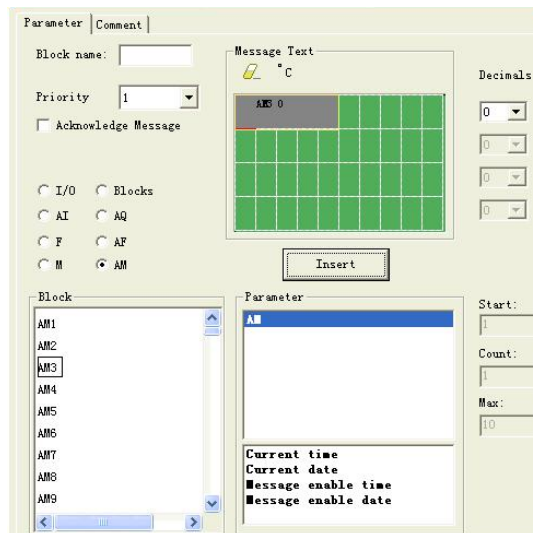 Parameter Comment
Block name:
Message Text
°C
Decimals
Priority 1
AM3 0
0
Acknowledge Message
0
0
I/O Blocks
AI AQ
0
F AF
M AM
Insert
Block
Parameter
Start:
AM1
AM
1
AM2
Count:
AM3
1
AM4
Max:
AM5
10
AM6
AM7
Current time
Current date
AM8
Message enable time
AM9
Message enable date